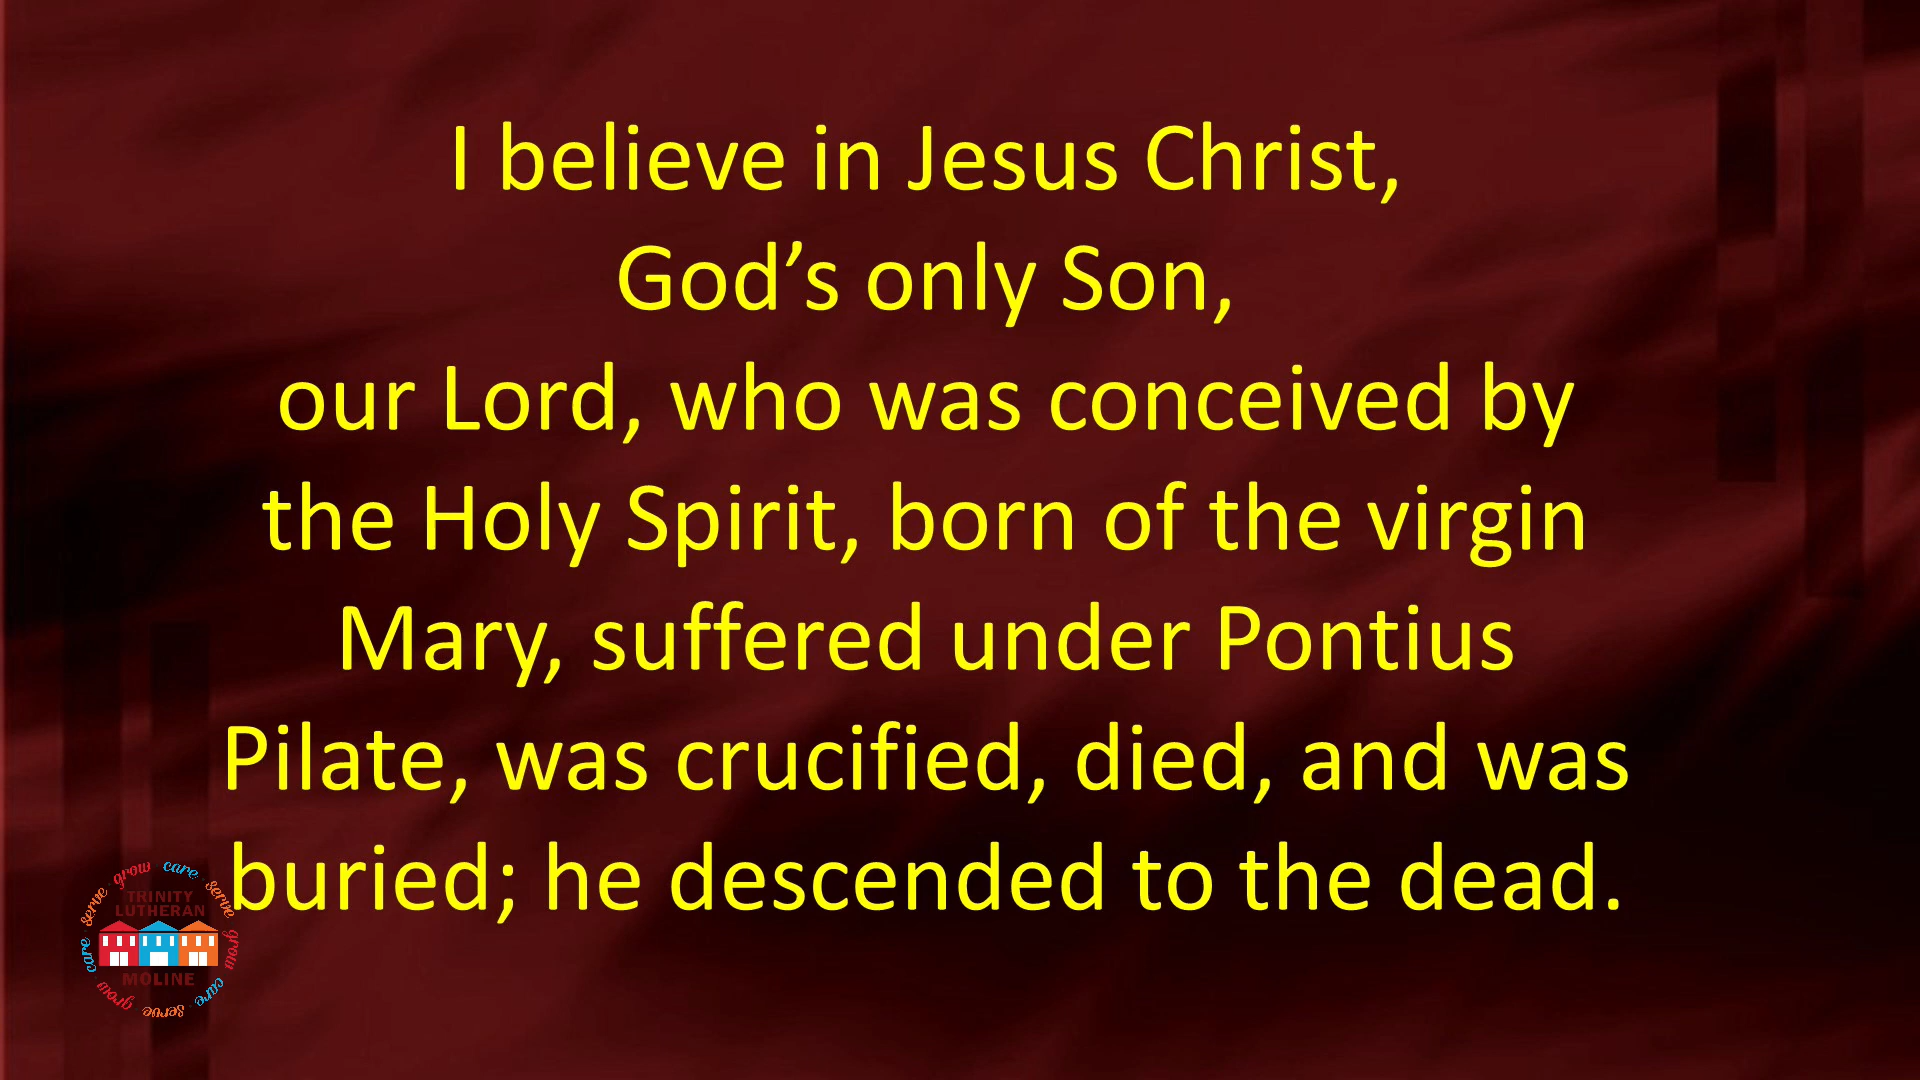 I believe in Jesus Christ,
God’s only Son,
our Lord, who was conceived by
the Holy Spirit, born of the virgin
Mary, suffered under Pontius
Pilate, was crucified, died, and was
buried; he descended to the dead.
grow care serve grow care serve grow care serve
TRINITY
LUTHERAN
MOLINE